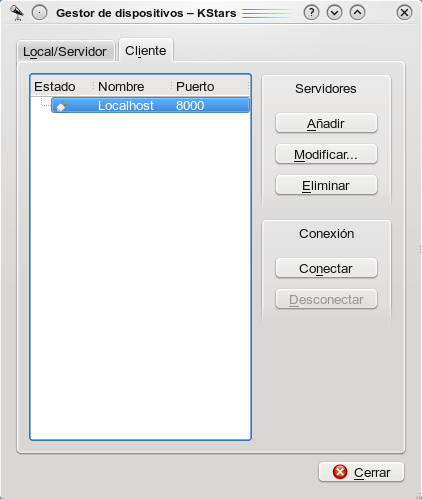 Gestor de dispositivos – KStars
Local/Servidor
Cliente
Estado Nombre Puerto
Localhost 8000
Servidores
Añadir
Modificar...
Eliminar
Conexión
Conectar
Desconectar
Cerrar